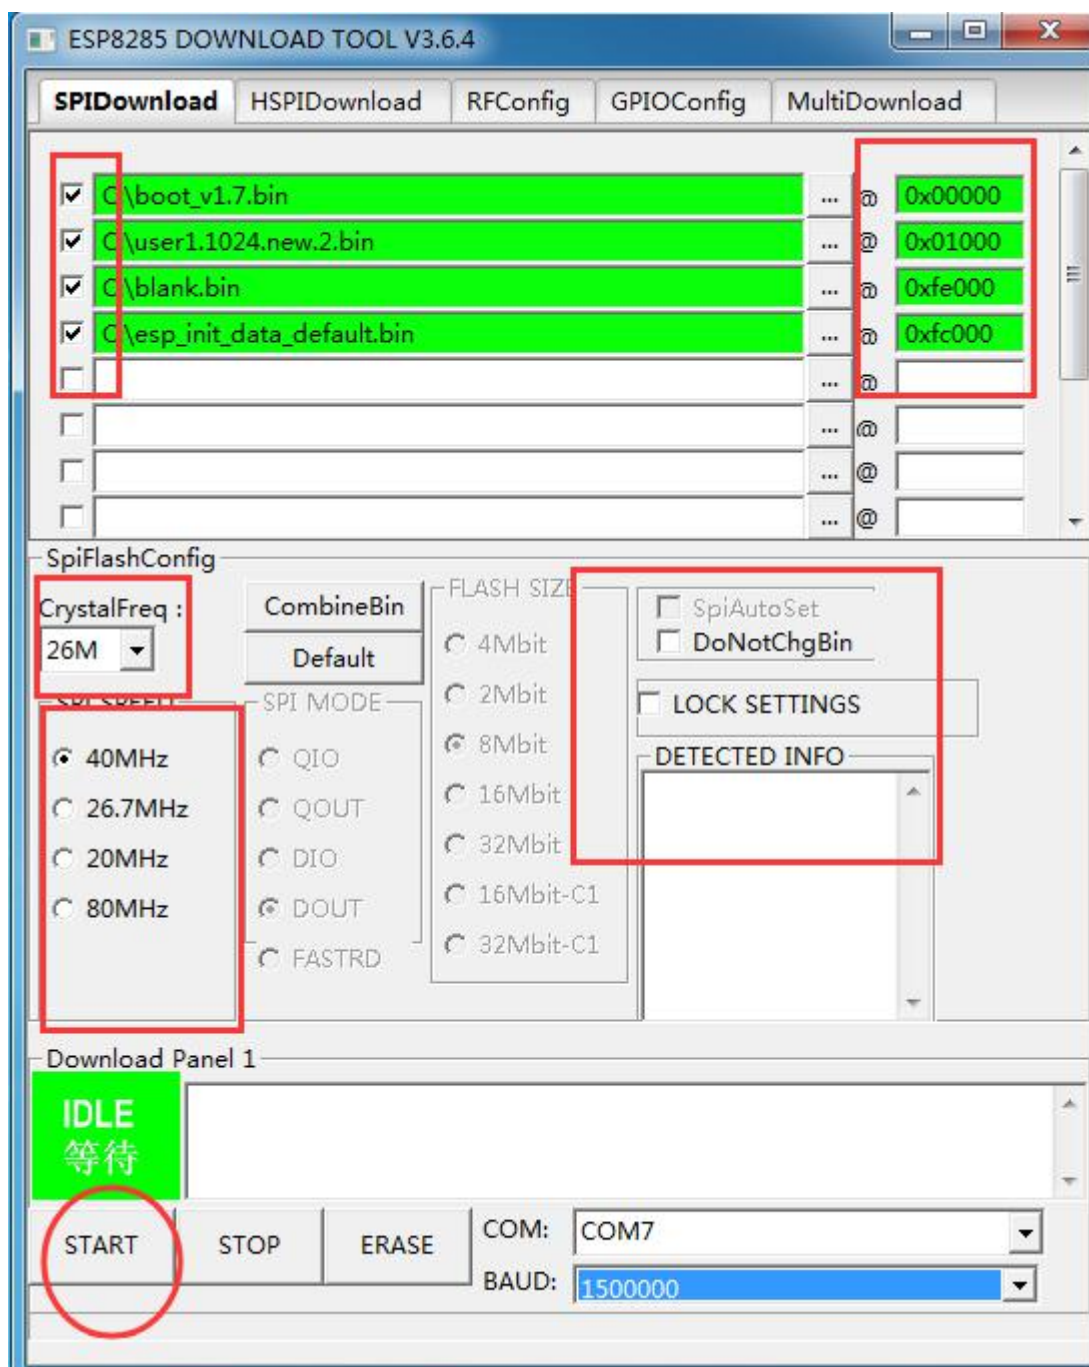 ESP8285 DOWNLOAD TOOL V3.6.4
SPIDownload HSPIDownload RFConfig GPIOConfig MultiDownload
C:\boot_v1.7.bin ... @ 0x00000
C:\user1.1024.new.2.bin ... @ 0x01000
C:\blank.bin ... @ 0xfe000
C:\esp_init_data_default.bin ... @ 0xfc000
... @
... @
... @
... @
SpiFlashConfig
CrystalFreq :
26M
CombineBin
Default
SPI SPEED
40MHz
26.7MHz
20MHz
80MHz
SPI MODE
QIO
QOUT
DIO
DOUT
FASTRD
FLASH SIZE
4Mbit
2Mbit
8Mbit
16Mbit
32Mbit
16Mbit-C1
32Mbit-C1
SpiAutoSet
DoNotChgBin
LOCK SETTINGS
DETECTED INFO
Download Panel 1
IDLE
等待
START STOP ERASE
COM: COM7
BAUD: 1500000